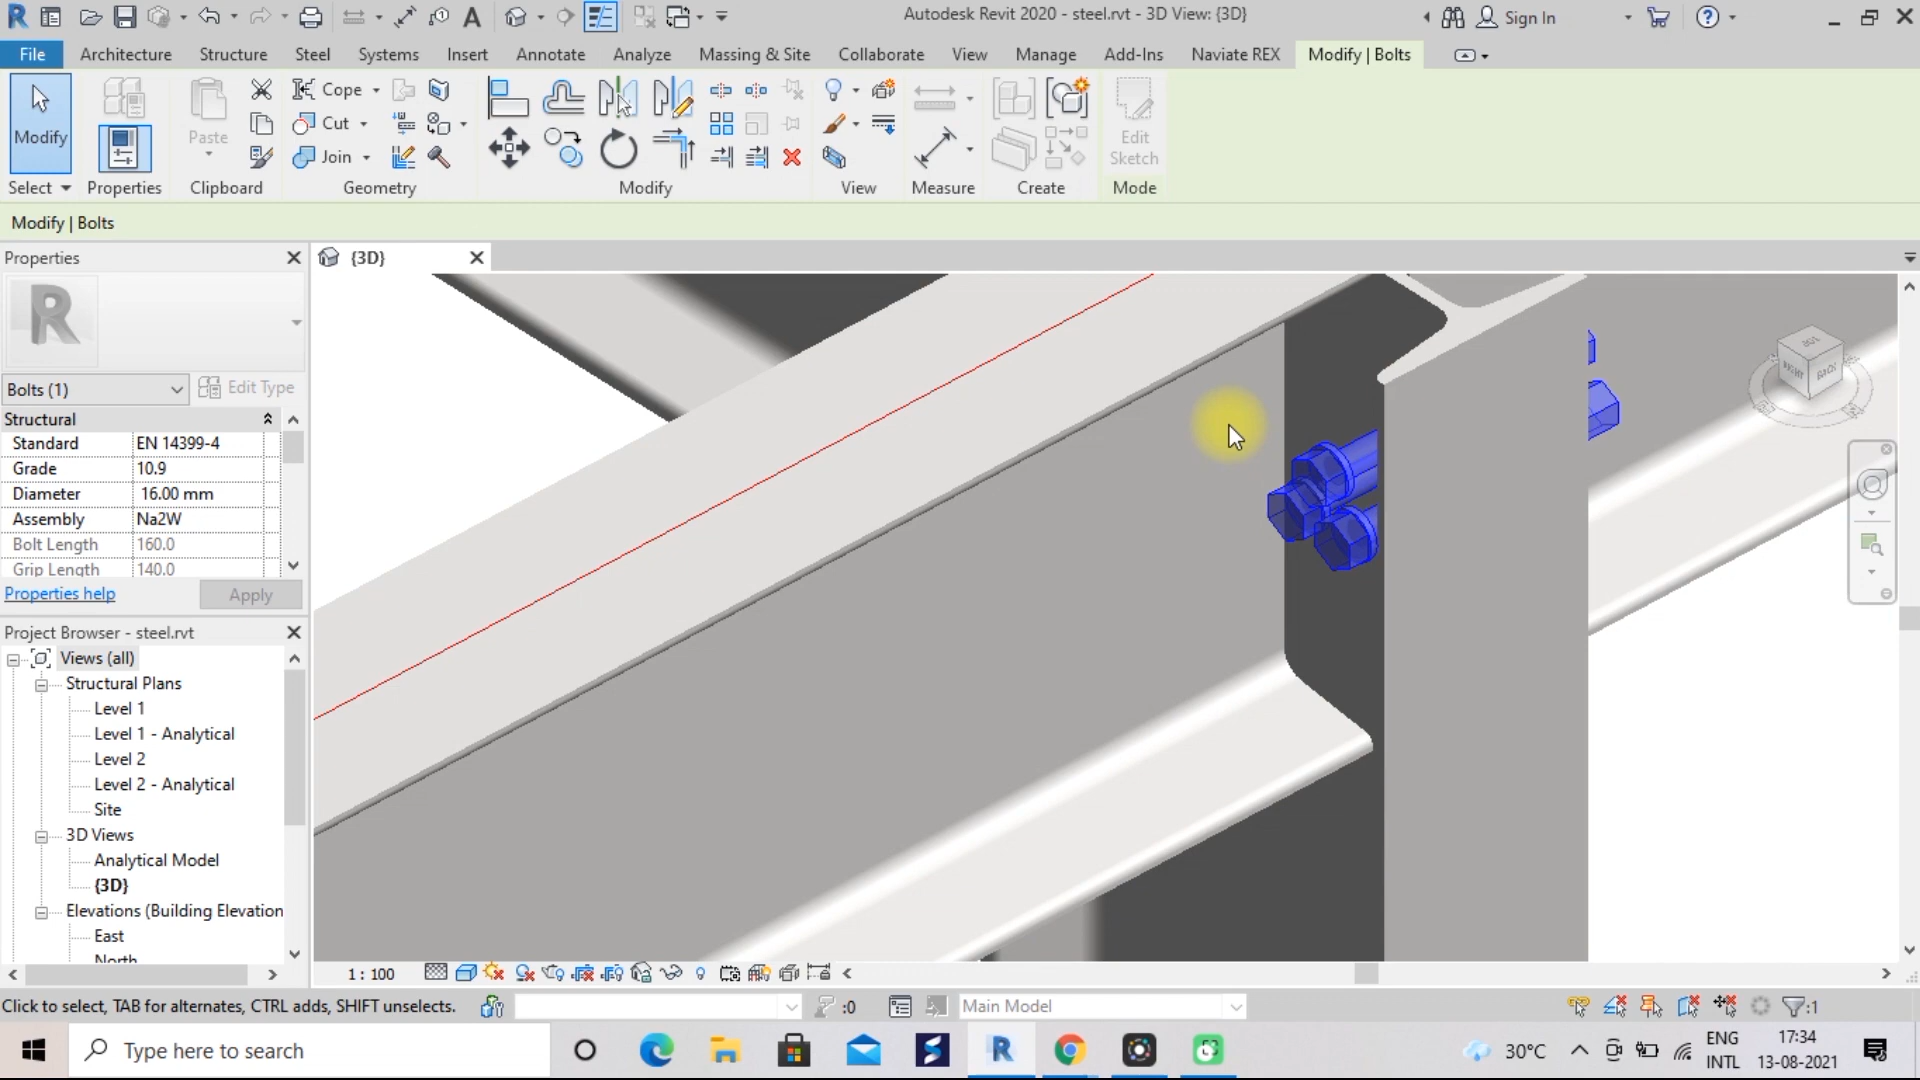 Autodesk Revit 2020 - steel.rvt - 3D View: {3D}
Sign In
File
Architecture
Structure
Steel
Systems
Insert
Annotate
Analyze
Massing & Site
Collaborate
View
Manage
Add-Ins
Naviate REX
Modify | Bolts
Modify
Paste
Cope
Cut
Join
Edit
Sketch
Select
Properties
Clipboard
Geometry
Modify
View
Measure
Create
Mode
Modify | Bolts
Properties
{3D}
R
Bolts (1)
Edit Type
Structural
Standard EN 14399-4
Grade 10.9
Diameter 16.00 mm
Assembly Na2W
Bolt Length 160.0
Grip Length 140.0
Properties help
Apply
Project Browser - steel.rvt
Views (all)
Structural Plans
Level 1
Level 1 - Analytical
Level 2
Level 2 - Analytical
Site
3D Views
Analytical Model
{3D}
Elevations (Building Elevation
East
North
TOP
RIGHT
BACK
1 : 100
Click to select, TAB for alternates, CTRL adds, SHIFT unselects.
:0
Main Model
:1
Type here to search
30°C
ENG
INTL
17:34
13-08-2021